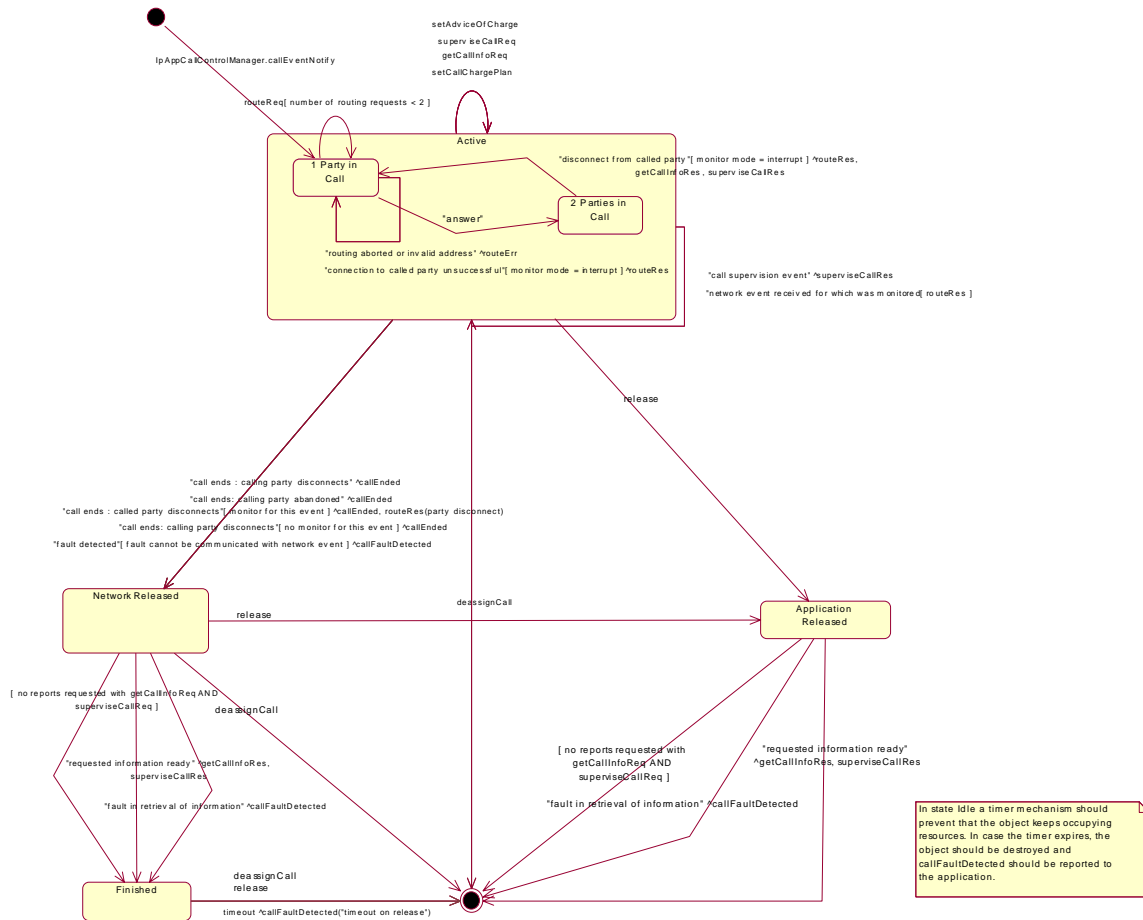 setAdviceOfCharge
superviseCallReq
getCallInfoReq
setCallChargePlan
IpAppCallControlManager.callEventNotify
routeReq[ number of routing requests < 2 ]
Active
1 Party in
Call
"disconnect from called party"[ monitor mode = interrupt ] ^routeRes,
getCallInfoRes, superviseCallRes
2 Parties in
Call
"answer"
"routing aborted or invalid address" ^routeErr
"connection to called party unsuccessful"[ monitor mode = interrupt ] ^routeRes
"call supervision event" ^superviseCallRes
"network event received for which was monitored[ routeRes ]
release
"call ends : calling party disconnects" ^callEnded
"call ends: calling party abandoned" ^callEnded
"call ends : called party disconnects"[ monitor for this event ] ^callEnded, routeRes(party disconnect)
"call ends: calling party disconnects"[ no monitor for this event ] ^callEnded
"fault detected"[ fault cannot be communicated with network event ] ^callFaultDetected
Network Released
release
deassignCall
Application
Released
[ no reports requested with getCallInfoReq AND
superviseCallReq ]
deassignCall
"requested information ready" ^getCallInfoRes,
superviseCallRes
"fault in retrieval of information" ^callFaultDetected
[ no reports requested with
getCallInfoReq AND
superviseCallReq ]
"requested information ready"
^getCallInfoRes, superviseCallRes
"fault in retrieval of information" ^callFaultDetected
In state Idle a timer mechanism should
prevent that the object keeps occupying
resources. In case the timer expires, the
object should be destroyed and
callFaultDetected should be reported to
the application.
Finished
deassignCall
release
timeout ^callFaultDetected("timeout on release")